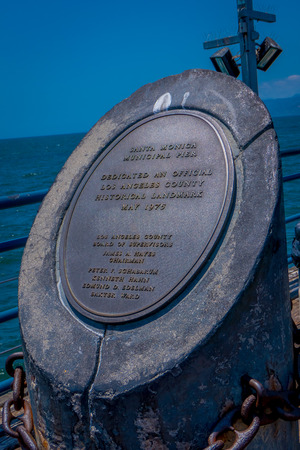 SANTA MONICA
MUNICIPAL PIER
DEDICATED AN OFFICIAL
LOS ANGELES COUNTY
HISTORICAL LANDMARK
MAY 1975
LOS ANGELES COUNTY
BOARD OF SUPERVISORS
JAMES A. HAYES
CHAIRMAN
PETER F. SCHABARUM
KENNETH HAHN
EDMUND D. EDELMAN
BAXTER WARD